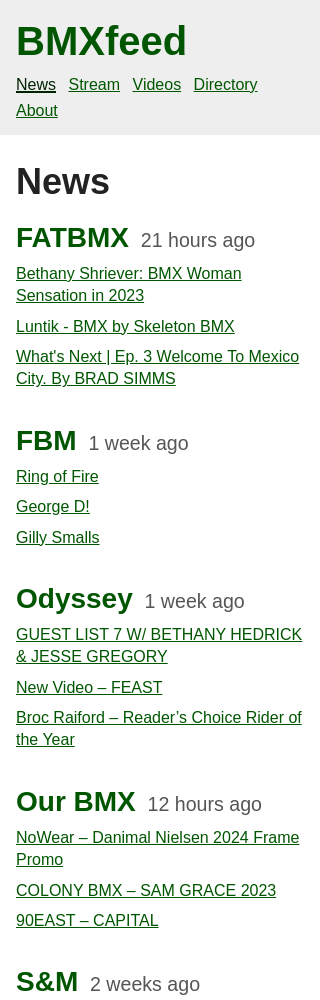 BMXfeed
News Stream Videos Directory
About
News
FATBMX 21 hours ago
Bethany Shriever: BMX Woman
Sensation in 2023
Luntik - BMX by Skeleton BMX
What's Next | Ep. 3 Welcome To Mexico
City. By BRAD SIMMS
FBM 1 week ago
Ring of Fire
George D!
Gilly Smalls
Odyssey 1 week ago
GUEST LIST 7 W/ BETHANY HEDRICK
& JESSE GREGORY
New Video – FEAST
Broc Raiford – Reader’s Choice Rider of
the Year
Our BMX 12 hours ago
NoWear – Danimal Nielsen 2024 Frame
Promo
COLONY BMX – SAM GRACE 2023
90EAST – CAPITAL
S&M 2 weeks ago